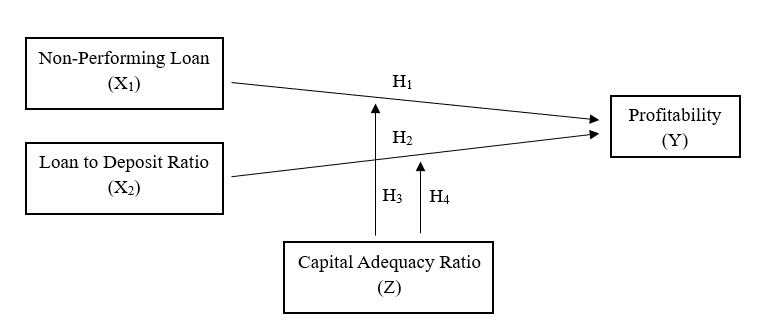 Non-Performing Loan
(X₁)
H₁
Profitability
(Y)
H₂
Loan to Deposit Ratio
(X₂)
H₃
H₄
Capital Adequacy Ratio
(Z)